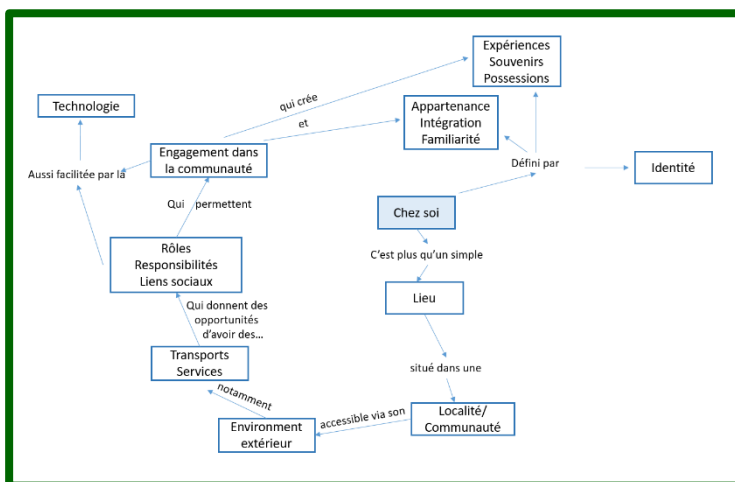 Expériences
Souvenirs
Possessions
Technologie
qui crée
et
Appartenance
Intégration
Familiarité
Engagement dans
la communauté
Aussi facilitée par la
Défini par
Identité
Qui permettent
Chez soi
Rôles
Responsibilités
Liens sociaux
C'est plus qu'un simple
Lieu
Qui donnent des
opportunités
d'avoir des...
Transports
Services
situé dans une
notamment
accessible via son
Localité/
Communauté
Environment
extérieur